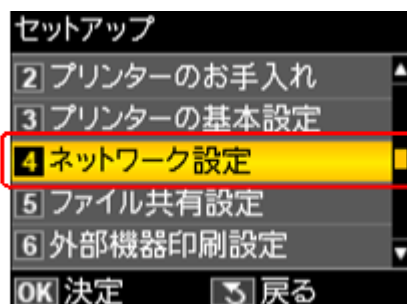 セットアップ
2 プリンターのお手入れ
3 プリンターの基本設定
4 ネットワーク設定
5 ファイル共有設定
6 外部機器印刷設定
OK 決定 戻る